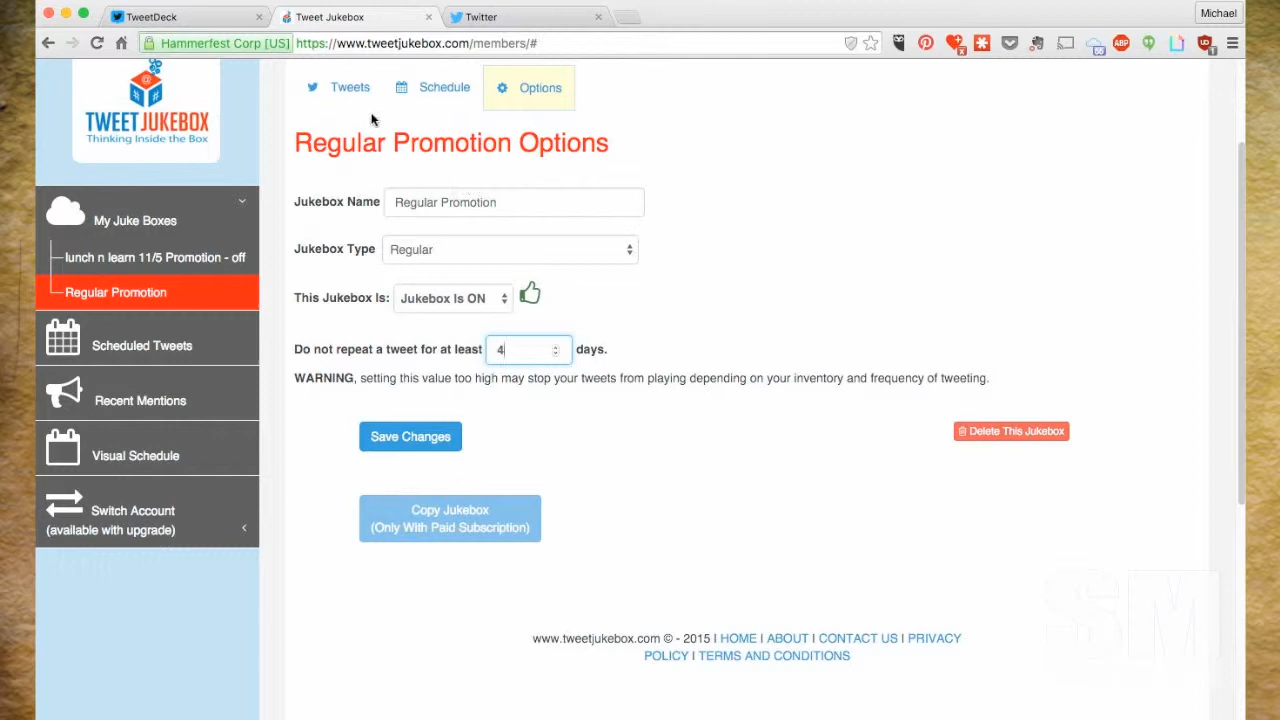 TweetDeck
Tweet Jukebox
Twitter
Michael
Hammerfest Corp [US]
https://www.tweetjukebox.com/members/#
ABP
TWEETJUKEBOX
Thinking Inside the Box
Tweets
Schedule
Options
Regular Promotion Options
Jukebox Name
Regular Promotion
Jukebox Type
Regular
This Jukebox Is:
Jukebox Is ON
Do not repeat a tweet for at least 4 days.
WARNING, setting this value too high may stop your tweets from playing depending on your inventory and frequency of tweeting.
Save Changes
Delete This Jukebox
Copy Jukebox
(Only With Paid Subscription)
My Juke Boxes
lunch n learn 11/5 Promotion - off
Regular Promotion
Scheduled Tweets
Recent Mentions
Visual Schedule
Switch Account
(available with upgrade)
www.tweetjukebox.com © - 2015 | HOME | ABOUT | CONTACT US | PRIVACY
POLICY | TERMS AND CONDITIONS
SM